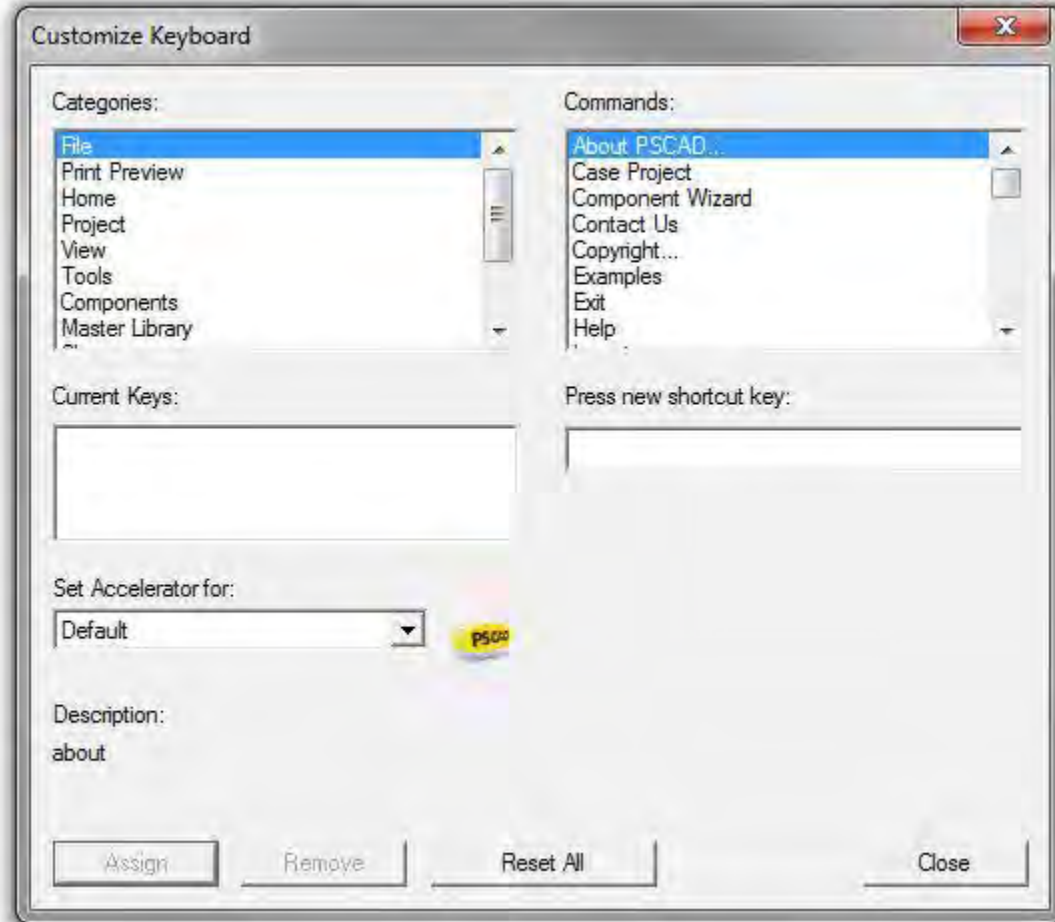 Customize Keyboard
Categories:
File
Print Preview
Home
Project
View
Tools
Components
Master Library
Commands:
About PSCAD...
Case Project
Component Wizard
Contact Us
Copyright...
Examples
Exit
Help
Current Keys:
Press new shortcut key:
Set Accelerator for:
Default
Description:
about
Assign
Remove
Reset All
Close